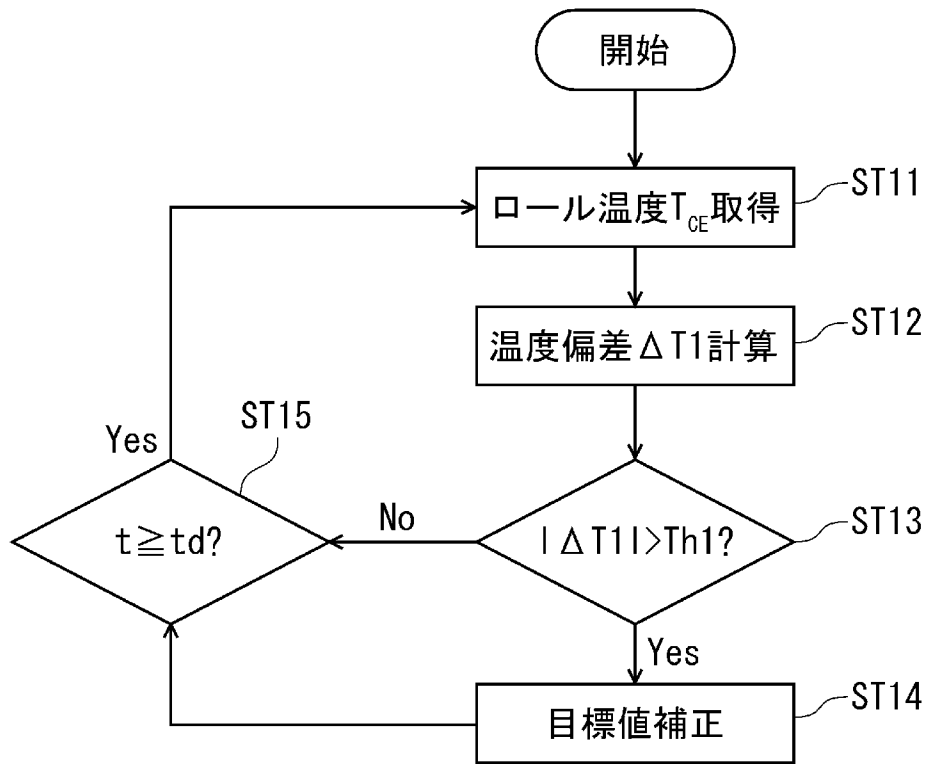 開始
ロール温度T_CE取得
ST11
温度偏差ΔT1計算
ST12
ST15
Yes
t≧td?
No
|ΔT1|>Th1?
ST13
Yes
目標値補正
ST14